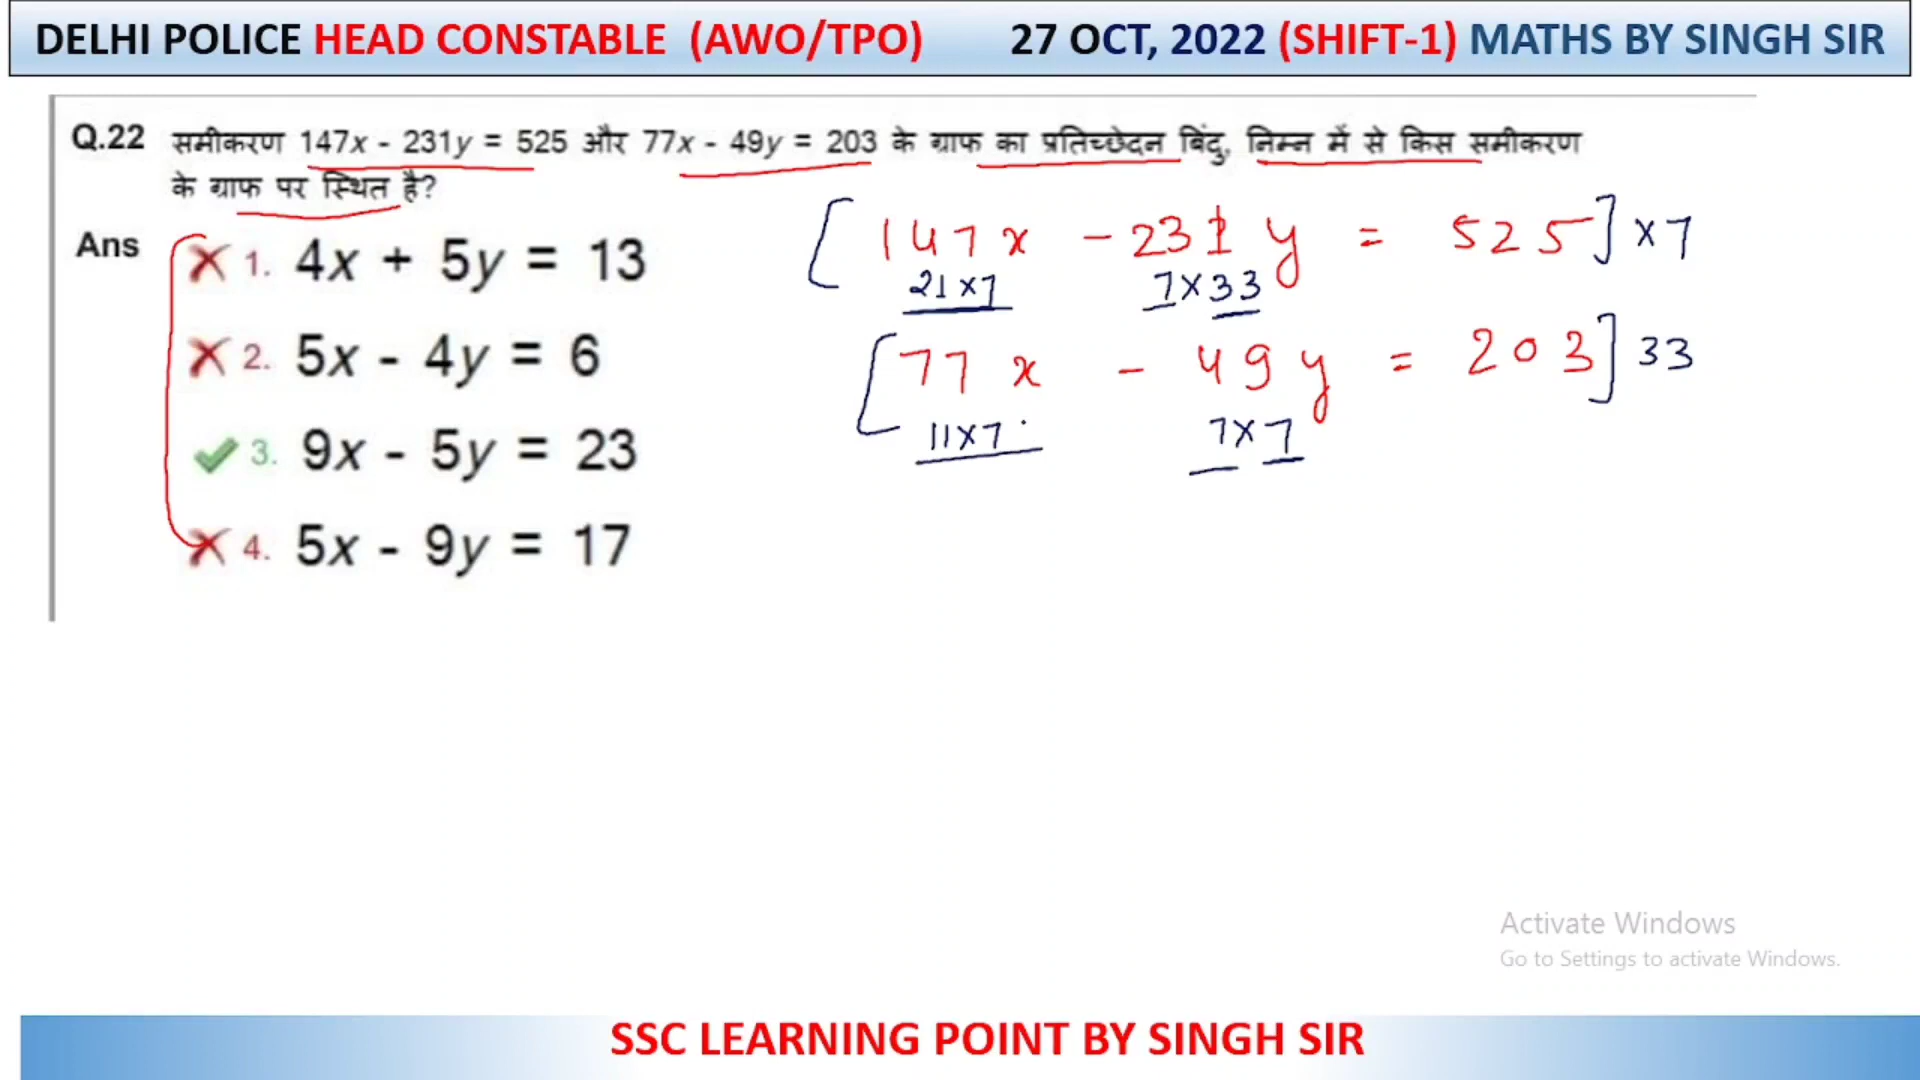 DELHI POLICE HEAD CONSTABLE (AWO/TPO) 27 OCT, 2022 (SHIFT-1) MATHS BY SINGH SIR
Q.22 समीकरण 147x - 231y = 525 और 77x - 49y = 203 के ग्राफ का प्रतिच्छेदन बिंदु, निम्न में से किस समीकरण
के ग्राफ पर स्थित है?
Ans
1. 4x + 5y = 13
2. 5x - 4y = 6
3. 9x - 5y = 23
4. 5x - 9y = 17
[147x - 231y = 525] × 7
21×7 7×33
[77x - 49y = 203] 33
11×7 7×7
Activate Windows
Go to Settings to activate Windows.
SSC LEARNING POINT BY SINGH SIR